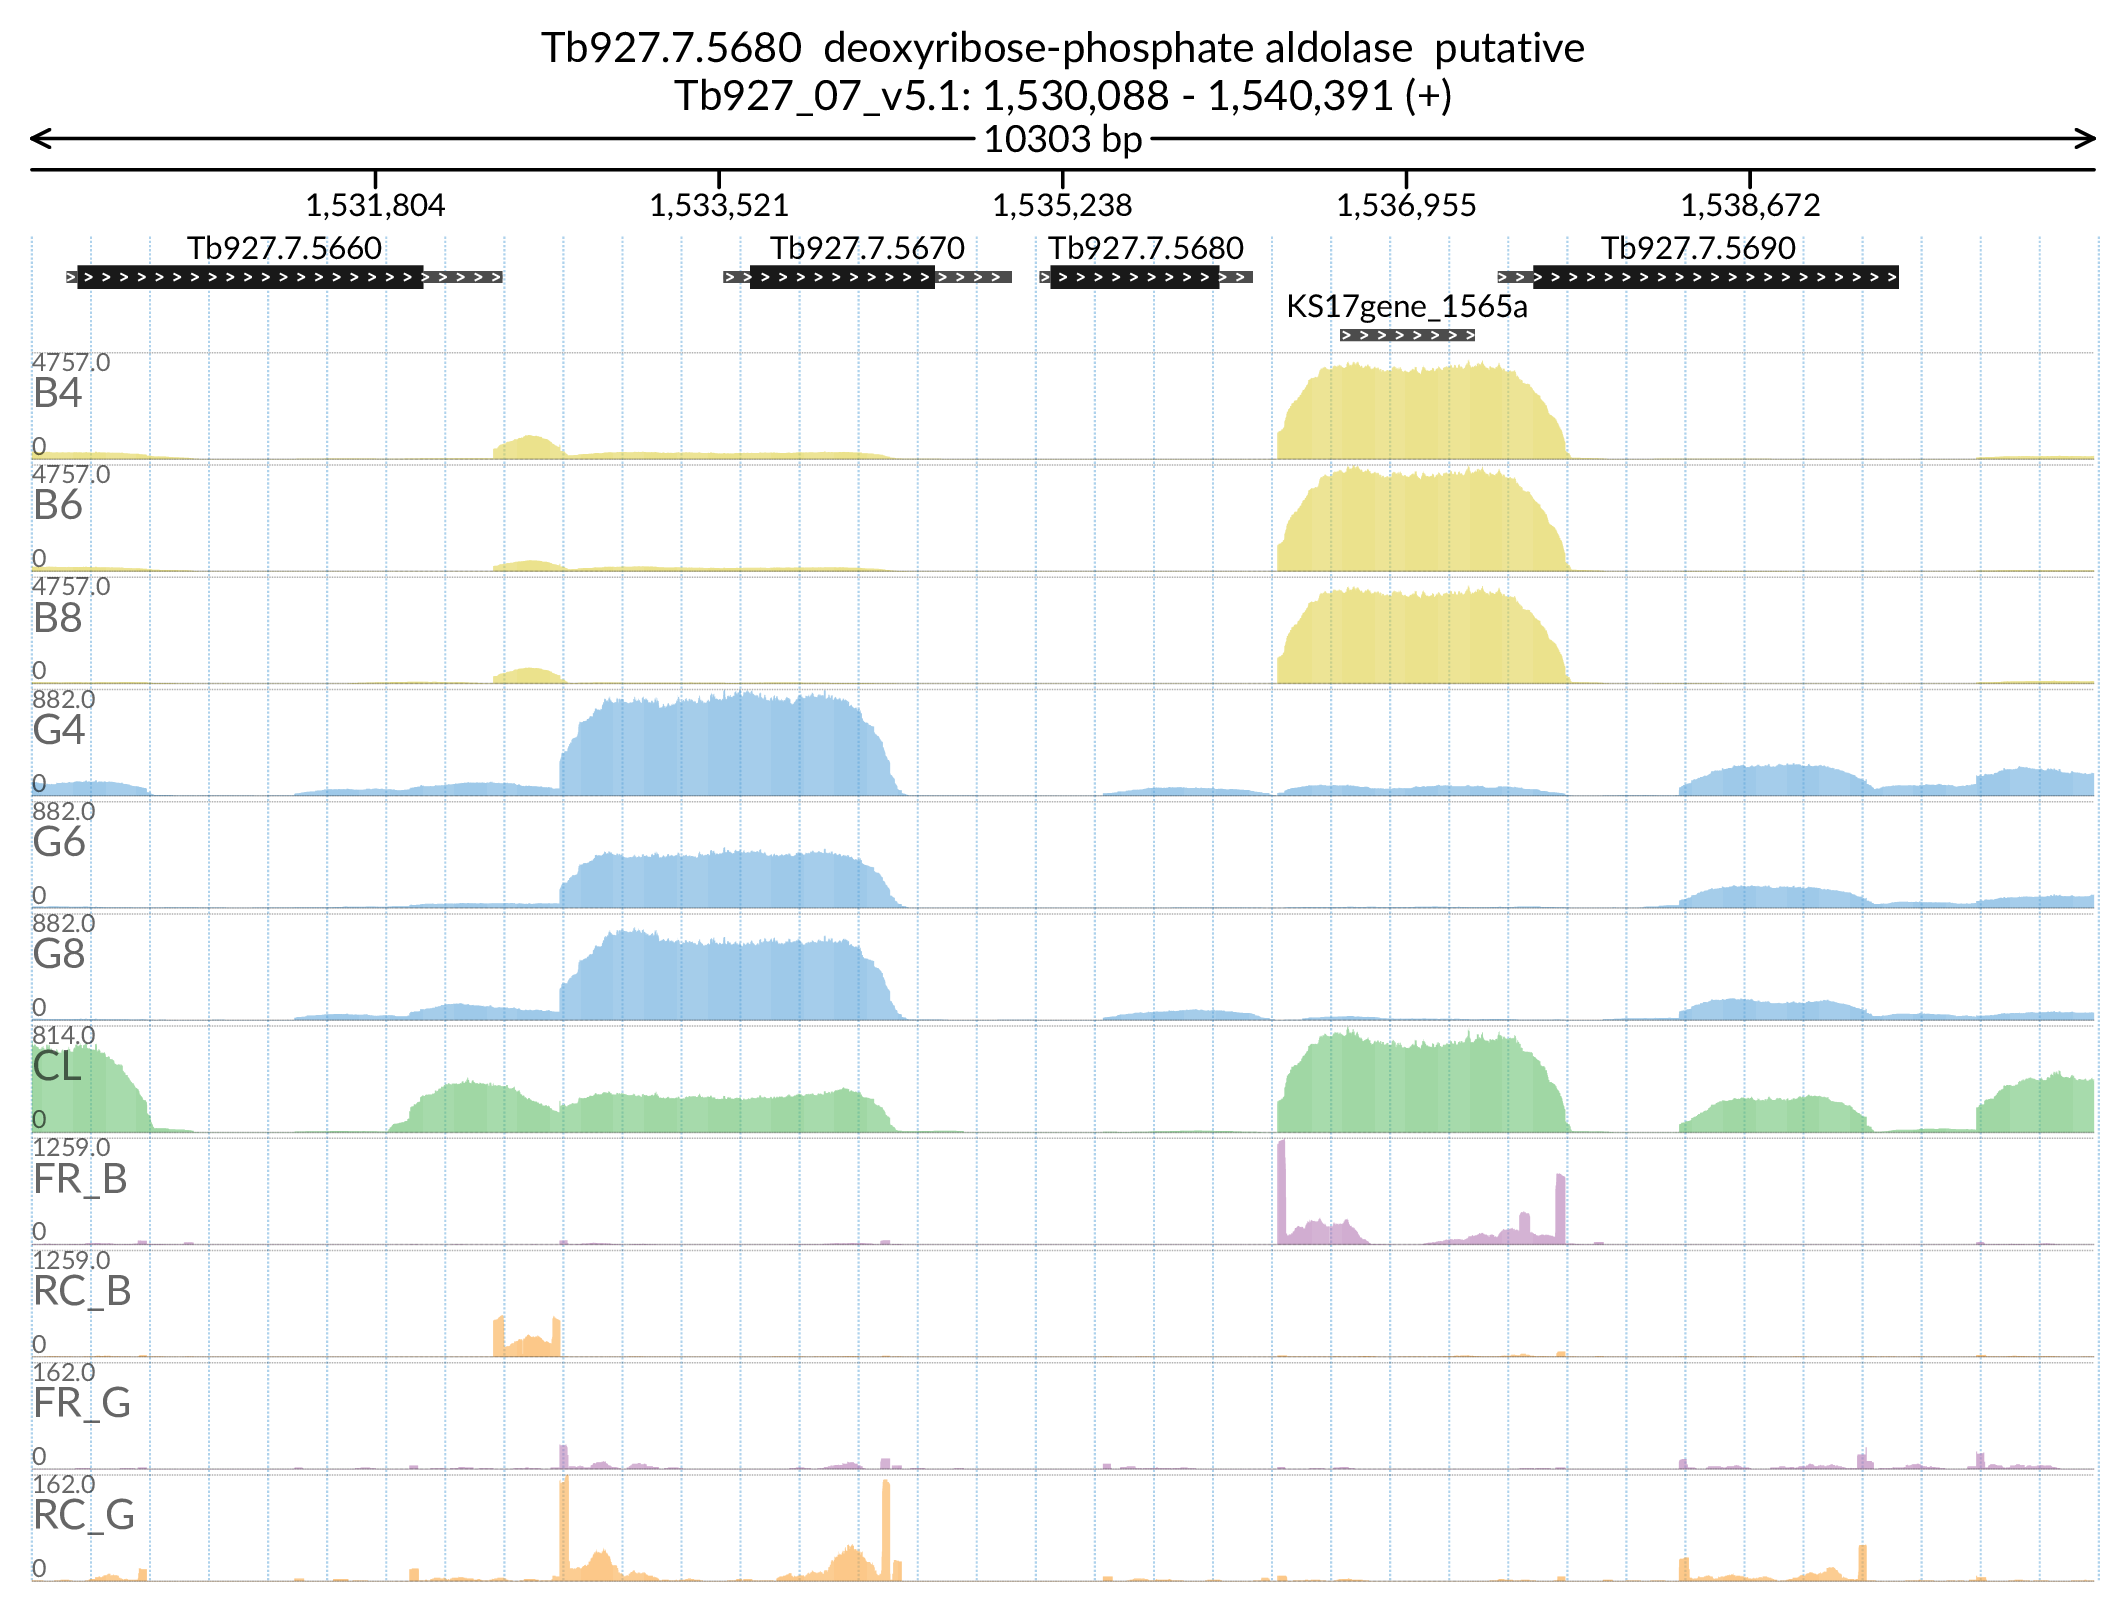 Tb927.7.5680  deoxyribose-phosphate aldolase  putative
Tb927_07_v5.1: 1,530,088 - 1,540,391 (+)
10303 bp
1,531,804 1,533,521 1,535,238 1,536,955 1,538,672
Tb927.7.5660 Tb927.7.5670 Tb927.7.5680 Tb927.7.5690
KS17gene_1565a
4757.0
B4
0
4757.0
B6
0
4757.0
B8
0
882.0
G4
0
882.0
G6
0
882.0
G8
0
814.0
CL
0
1259.0
FR_B
0
1259.0
RC_B
0
162.0
FR_G
0
162.0
RC_G
0